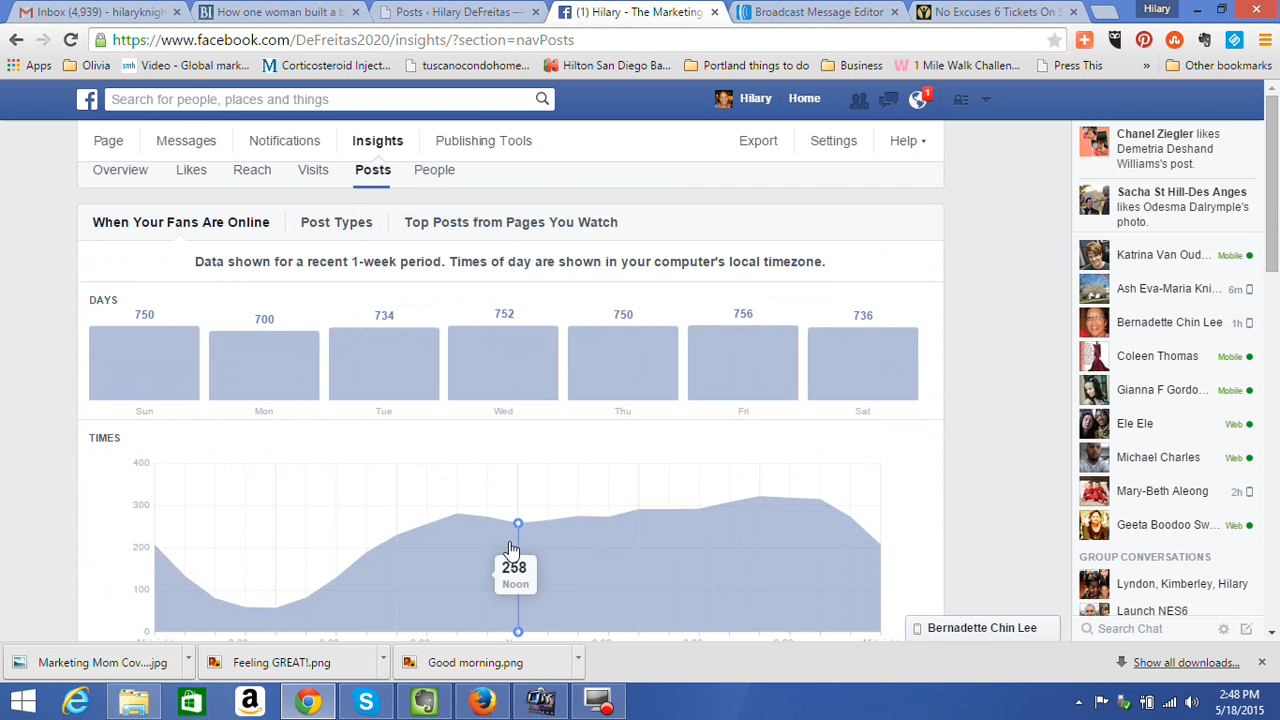 Inbox (4,939) - hilaryknigh
How one woman built a b
Posts ‹ Hilary DeFreitas —
(1) Hilary - The Marketing
Broadcast Message Editor
No Excuses 6 Tickets On S
Hilary
https://www.facebook.com/DeFreitas2020/insights/?section=navPosts
Apps
Olivia
smh Video - Global mark...
Corticosteroid Inject...
tuscanocondohome...
Hilton San Diego Ba...
Portland things to do
Business
1 Mile Walk Challen...
Press This
»
Other bookmarks
Search for people, places and things
Hilary
Home
1
Page
Messages
Notifications
Insights
Publishing Tools
Export
Settings
Help
Overview
Likes
Reach
Visits
Posts
People
When Your Fans Are Online
Post Types
Top Posts from Pages You Watch
Data shown for a recent 1-week period. Times of day are shown in your computer's local timezone.
DAYS
750
700
734
752
750
756
736
Sun
Mon
Tue
Wed
Thu
Fri
Sat
TIMES
400
300
200
100
0
258
Noon
Chanel Ziegler likes
Demetria Deshand
Williams's post.
Sacha St Hill-Des Anges
likes Odesma Dalrymple's
photo.
Katrina Van Oud... Mobile
Ash Eva-Maria Kni... 6m
Bernadette Chin Lee 1h
Coleen Thomas Mobile
Gianna F Gordo... Mobile
Ele Ele Web
Michael Charles Web
Mary-Beth Aleong 2h
Geeta Boodoo Sw... Web
GROUP CONVERSATIONS
Lyndon, Kimberley, Hilary
Launch NES6
Search Chat
Bernadette Chin Lee
Marketing Mom Cov....jpg
Feeling GREAT!.png
Good morning.png
Show all downloads...
2:48 PM
5/18/2015